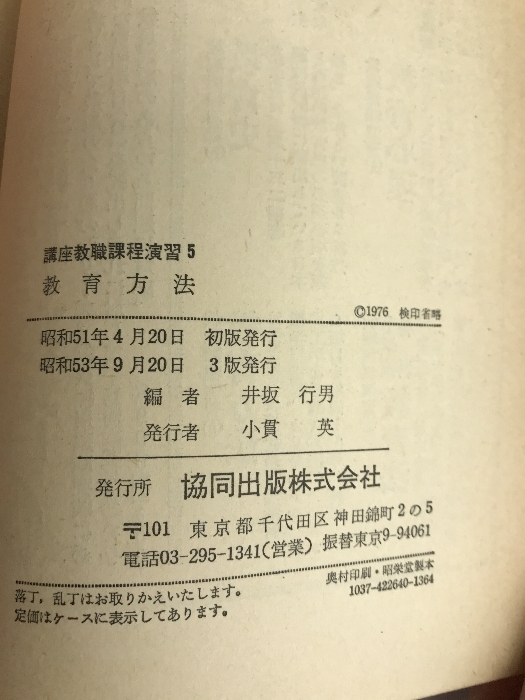 講座教職課程演習 5
教育方法
©1976 検印省略
昭和51年4月20日 初版発行
昭和53年9月20日 3版発行
編者 井坂 行男
発行者 小貫 英
発行所 協同出版株式会社
〒101 東京都千代田区神田錦町2の5
電話03-295-1341(営業) 振替東京9-94061
奥村印刷・昭栄堂製本
1037-422640-1364
落丁,乱丁はお取りかえいたします。
定価はケースに表示してあります。